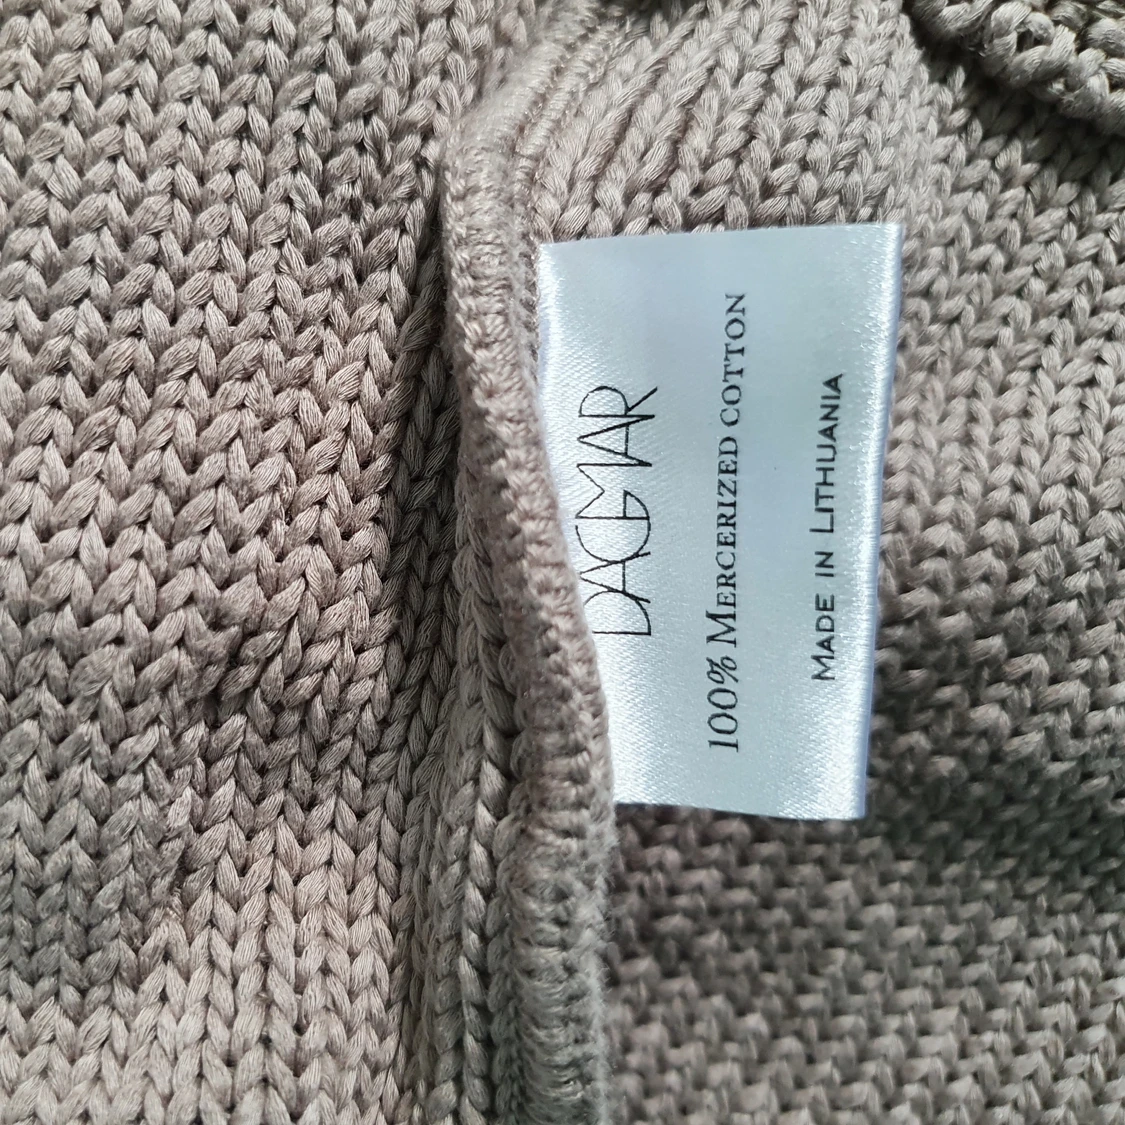 DAGMAR
100% MERCERIZED COTTON
MADE IN LITHUANIA